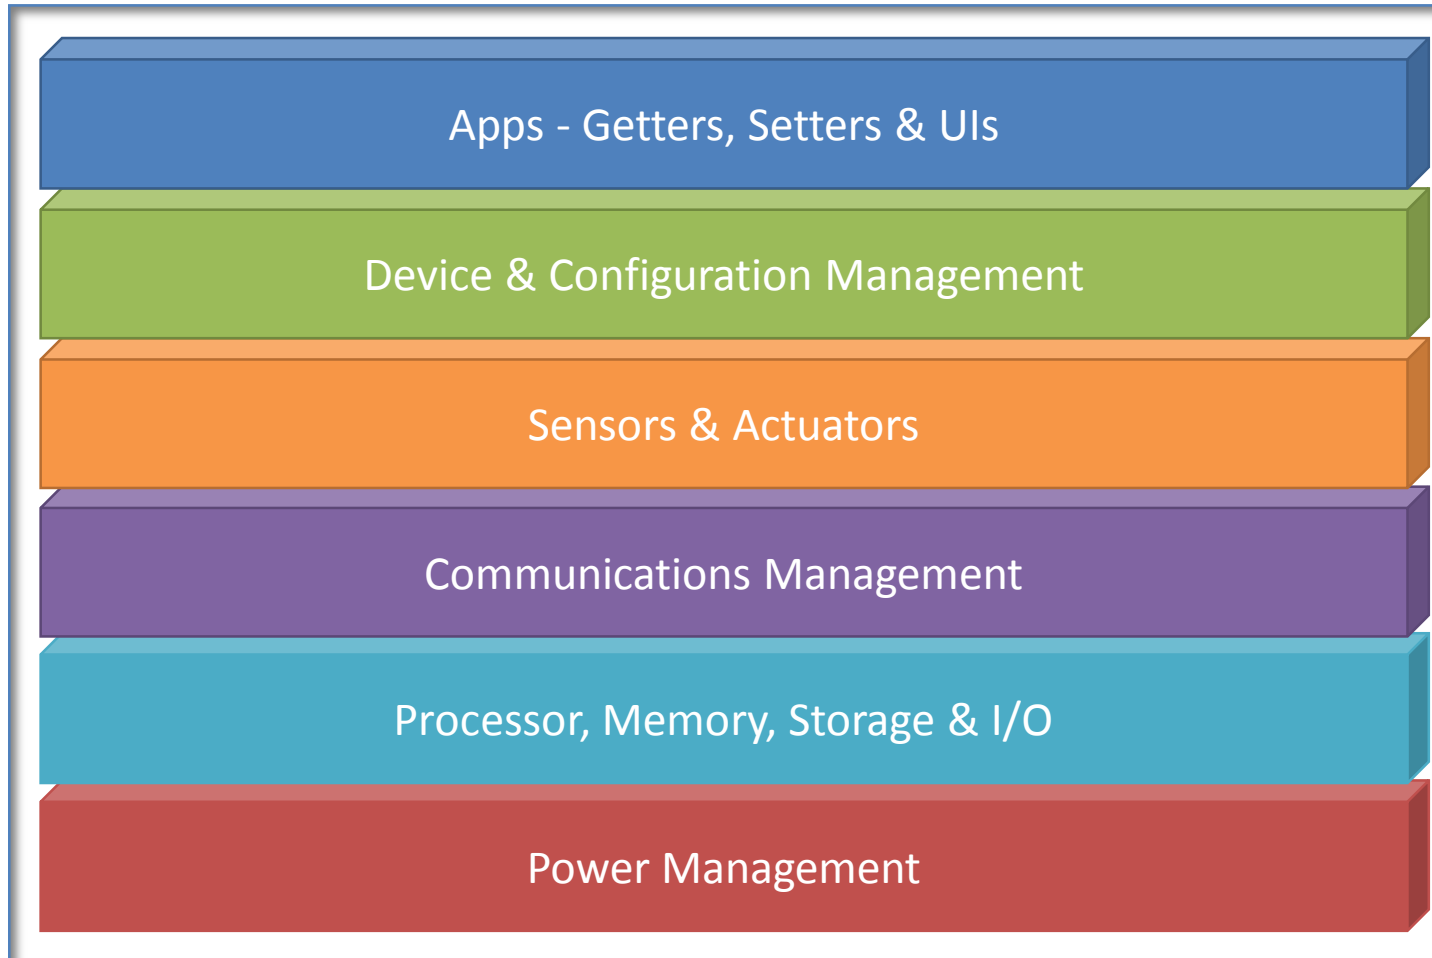 Apps - Getters, Setters & UIs
Device & Configuration Management
Sensors & Actuators
Communications Management
Processor, Memory, Storage & I/O
Power Management